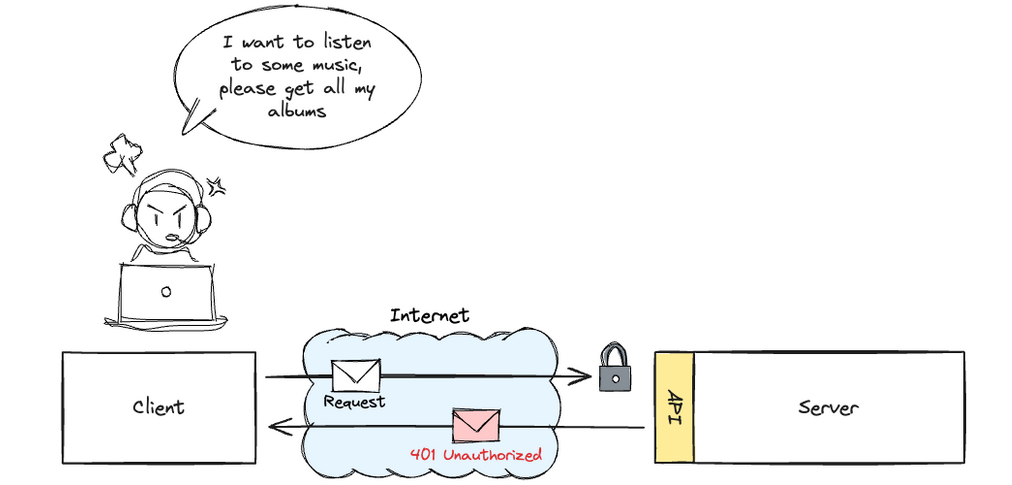 I want to listen
to some music,
please get all my
albums
Internet
Request
401 Unauthorized
Client
API
Server